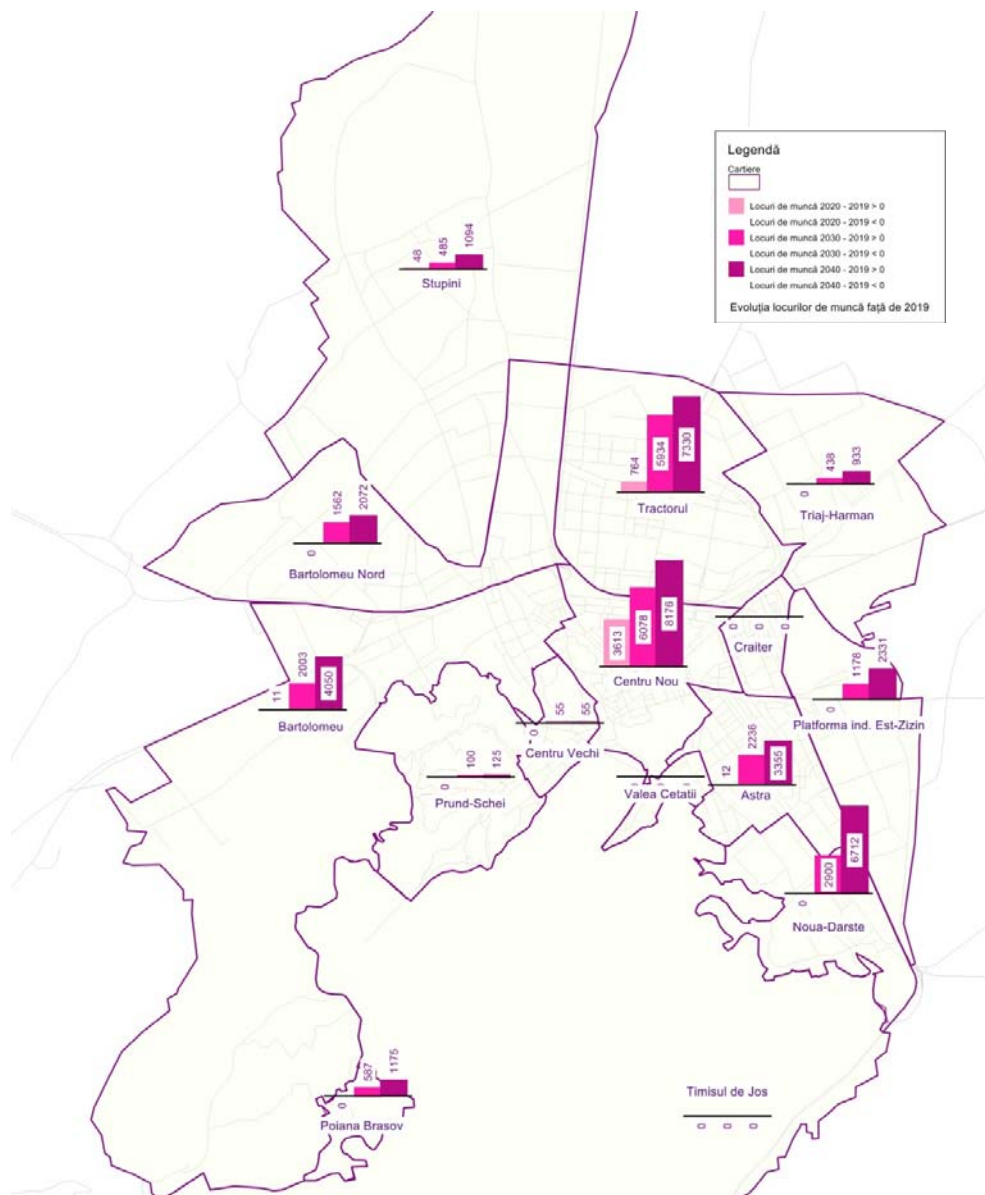 Legendă
Cartiere
Locuri de muncă 2020 - 2019 > 0
Locuri de muncă 2020 - 2019 < 0
Locuri de muncă 2030 - 2019 > 0
Locuri de muncă 2030 - 2019 < 0
Locuri de muncă 2040 - 2019 > 0
Locuri de muncă 2040 - 2019 < 0
Evoluția locurilor de muncă față de 2019
48 485 1094
Stupini
764 5934 7330
Tractorul
0 438 933
Triaj-Harman
0 1562 2072
Bartolomeu Nord
3613 6078 8176
Centru Nou
0 0 0
Craiter
11 2003 4050
Bartolomeu
0 1178 2331
Platforma ind. Est-Zizin
0 55 55
Centru Vechi
0 100 125
Prund-Schei
Valea Cetatii
12 2236 3355
Astra
0 2900 6712
Noua-Darste
0 587 1175
Poiana Brasov
Timisul de Jos
0 0 0